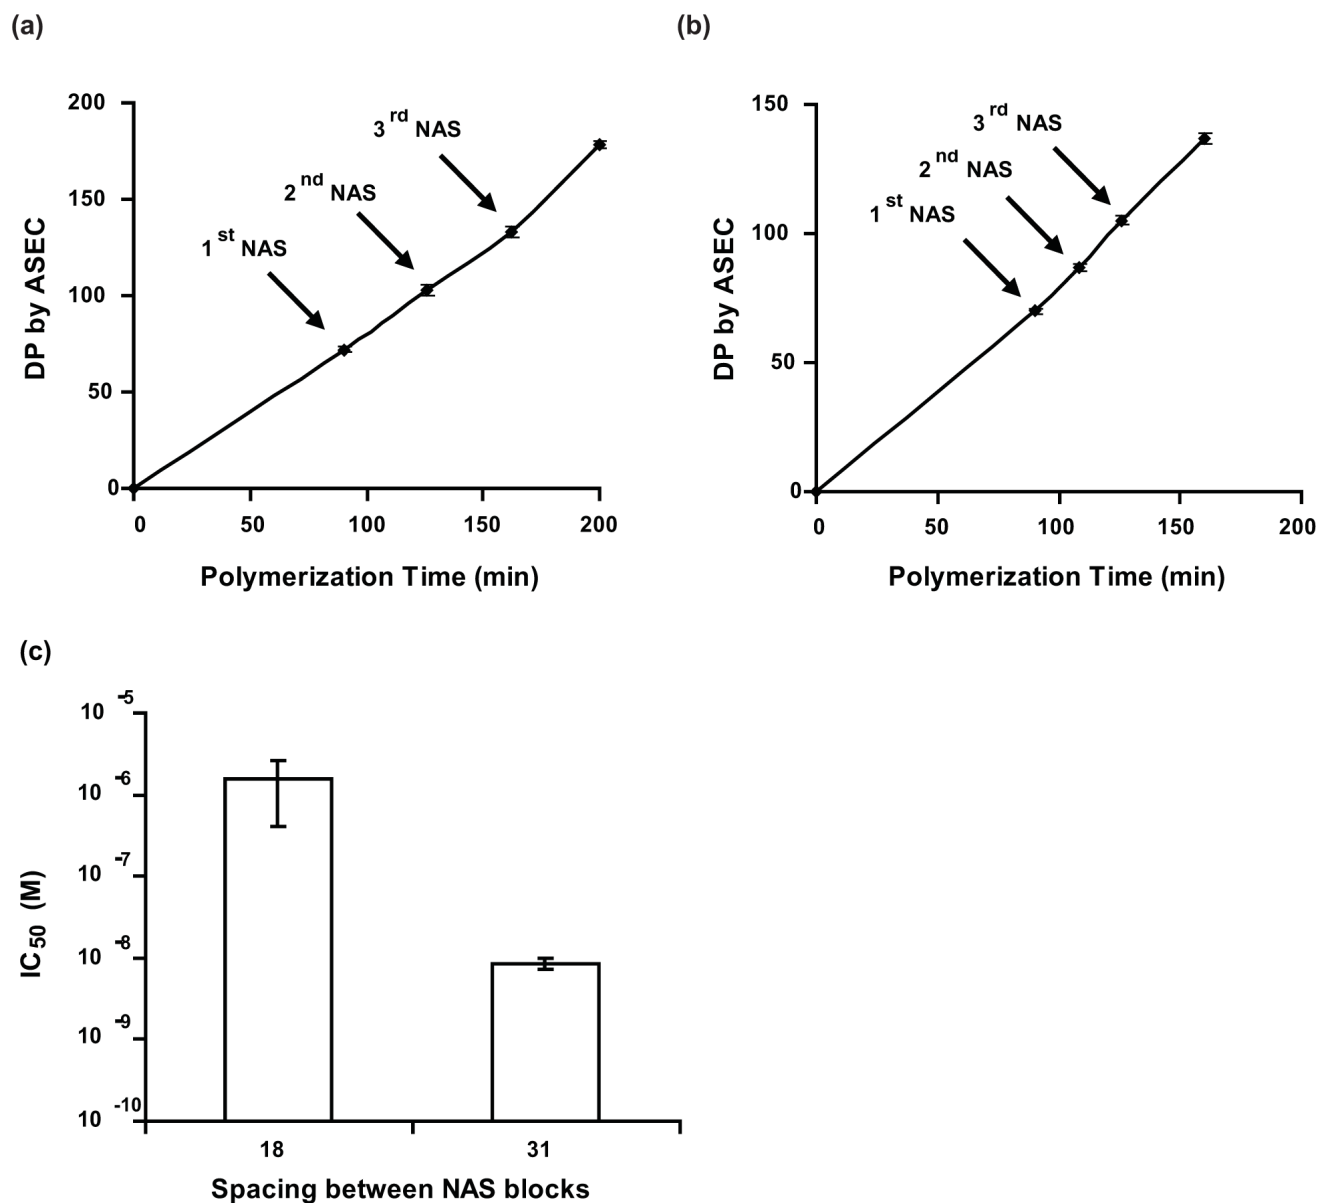 (a)
200
150
100
50
0
0 50 100 150 200
DP by ASEC
Polymerization Time (min)
1st NAS
2nd NAS
3rd NAS
(b)
150
100
50
0
0 50 100 150 200
DP by ASEC
Polymerization Time (min)
1st NAS
2nd NAS
3rd NAS
(c)
10-5
10-6
10-7
10-8
10-9
10-10
IC50 (M)
18 31
Spacing between NAS blocks